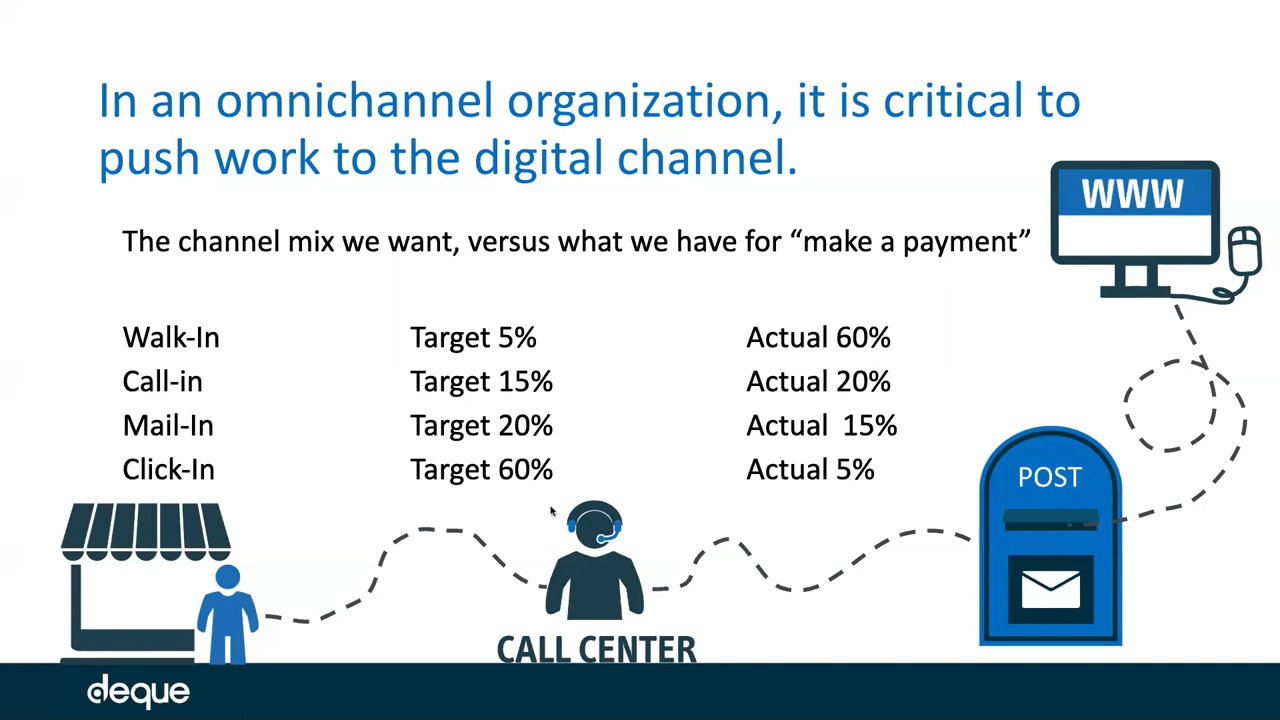 In an omnichannel organization, it is critical to
push work to the digital channel.
The channel mix we want, versus what we have for “make a payment”
Walk-In Target 5% Actual 60%
Call-in Target 15% Actual 20%
Mail-In Target 20% Actual  15%
Click-In Target 60% Actual 5%
WWW
POST
CALL CENTER
deque